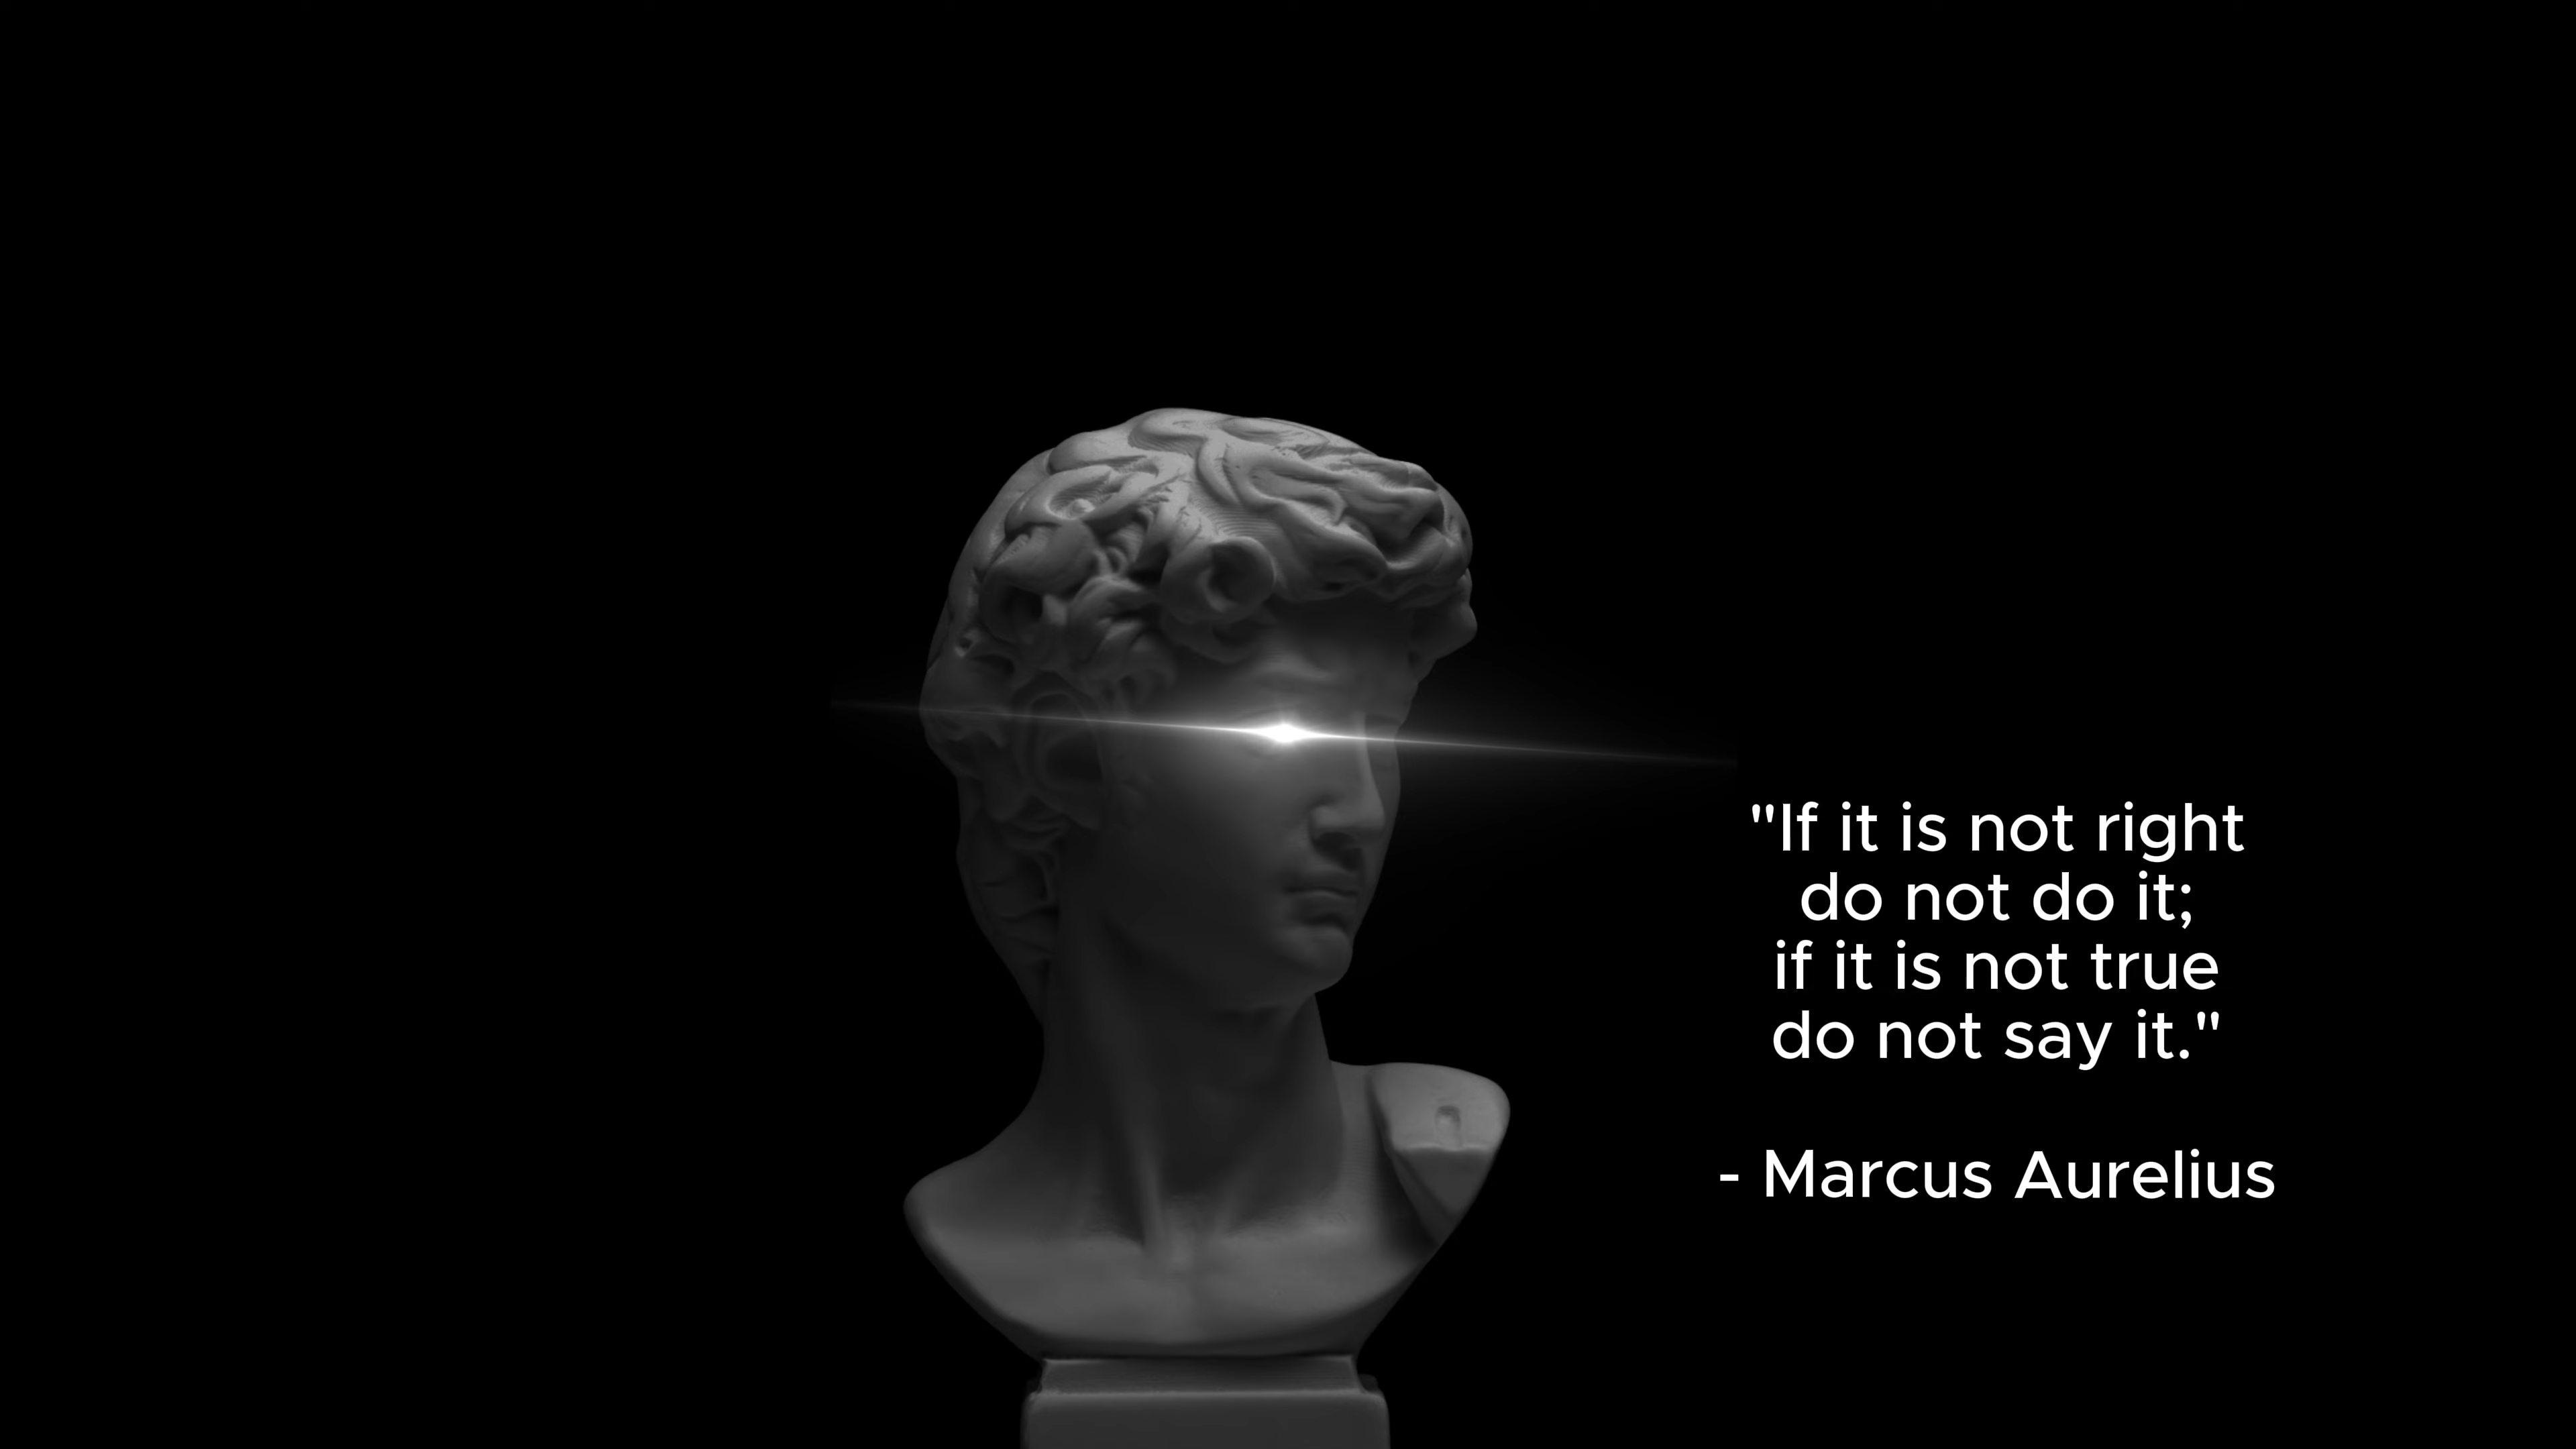 "If it is not right
do not do it;
if it is not true
do not say it."
- Marcus Aurelius